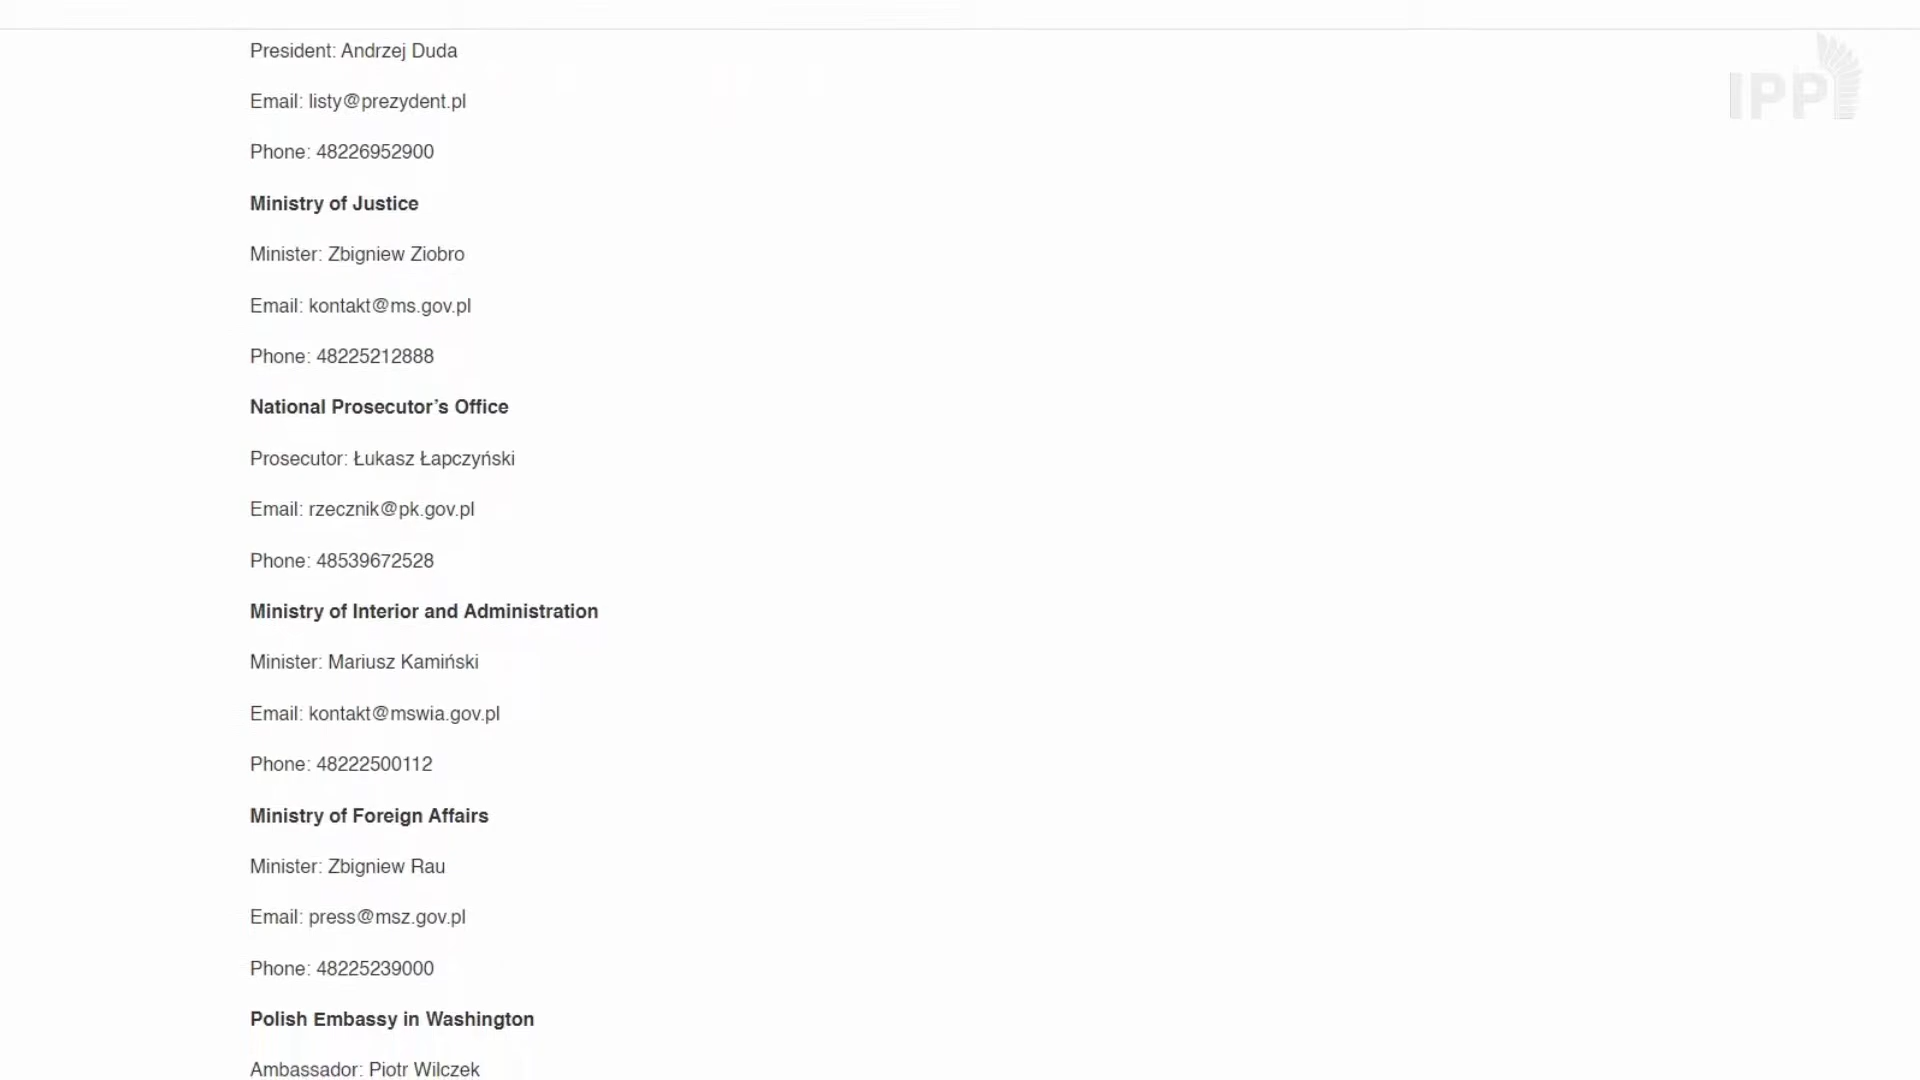 President: Andrzej Duda
IPP
Email: listy@prezydent.pl
Phone: 48226952900
Ministry of Justice
Minister: Zbigniew Ziobro
Email: kontakt@ms.gov.pl
Phone: 48225212888
National Prosecutor’s Office
Prosecutor: Łukasz Łapczyński
Email: rzecznik@pk.gov.pl
Phone: 48539672528
Ministry of Interior and Administration
Minister: Mariusz Kamiński
Email: kontakt@mswia.gov.pl
Phone: 48222500112
Ministry of Foreign Affairs
Minister: Zbigniew Rau
Email: press@msz.gov.pl
Phone: 48225239000
Polish Embassy in Washington
Ambassador: Piotr Wilczek